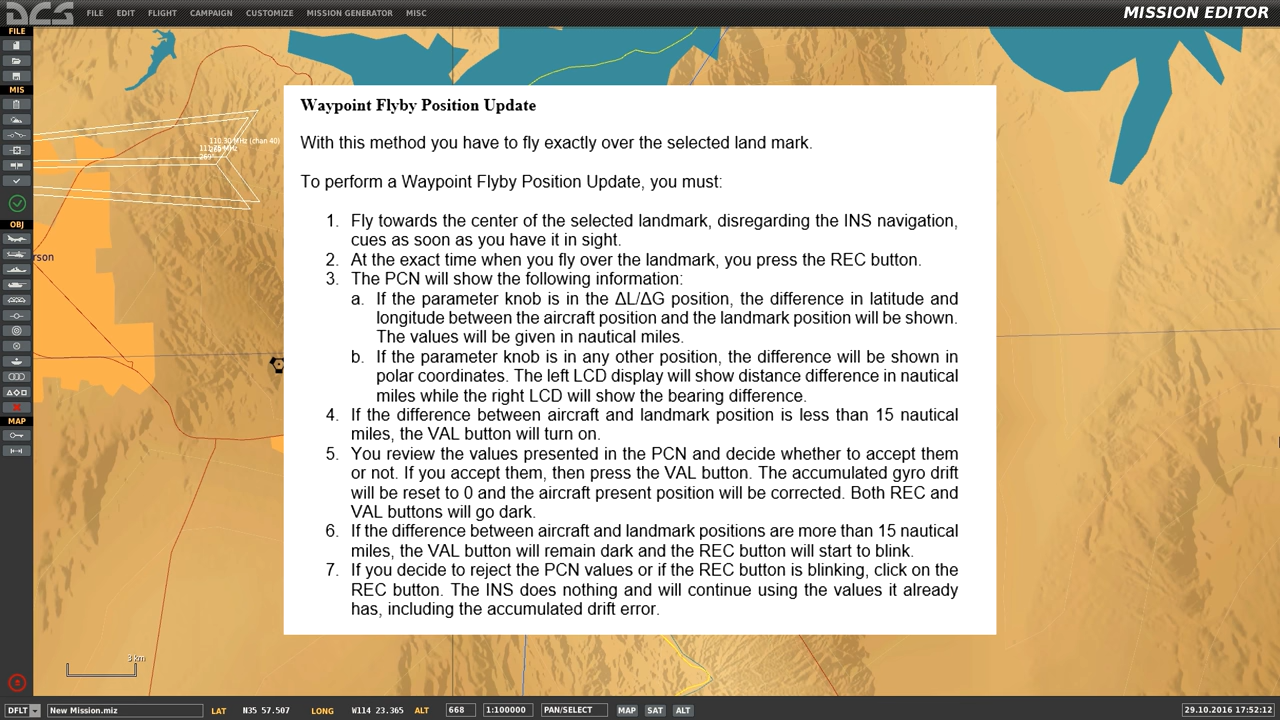 DCS FILE EDIT FLIGHT CAMPAIGN CUSTOMIZE MISSION GENERATOR MISC MISSION EDITOR
FILE
MIS
OBJ
MAP
110.30 MHz (chan 40)
rson
Waypoint Flyby Position Update
With this method you have to fly exactly over the selected land mark.
To perform a Waypoint Flyby Position Update, you must:
1. Fly towards the center of the selected landmark, disregarding the INS navigation,
cues as soon as you have it in sight.
2. At the exact time when you fly over the landmark, you press the REC button.
3. The PCN will show the following information:
a. If the parameter knob is in the ΔL/ΔG position, the difference in latitude and
longitude between the aircraft position and the landmark position will be shown.
The values will be given in nautical miles.
b. If the parameter knob is in any other position, the difference will be shown in
polar coordinates. The left LCD display will show distance difference in nautical
miles while the right LCD will show the bearing difference.
4. If the difference between aircraft and landmark position is less than 15 nautical
miles, the VAL button will turn on.
5. You review the values presented in the PCN and decide whether to accept them
or not. If you accept them, then press the VAL button. The accumulated gyro drift
will be reset to 0 and the aircraft present position will be corrected. Both REC and
VAL buttons will go dark.
6. If the difference between aircraft and landmark positions are more than 15 nautical
miles, the VAL button will remain dark and the REC button will start to blink.
7. If you decide to reject the PCN values or if the REC button is blinking, click on the
REC button. The INS does nothing and will continue using the values it already
has, including the accumulated drift error.
3 km
DFLT New Mission.miz LAT N35 57.507 LONG W114 23.365 ALT 668 1:100000 PAN/SELECT MAP SAT ALT 29.10.2016 17:52:12